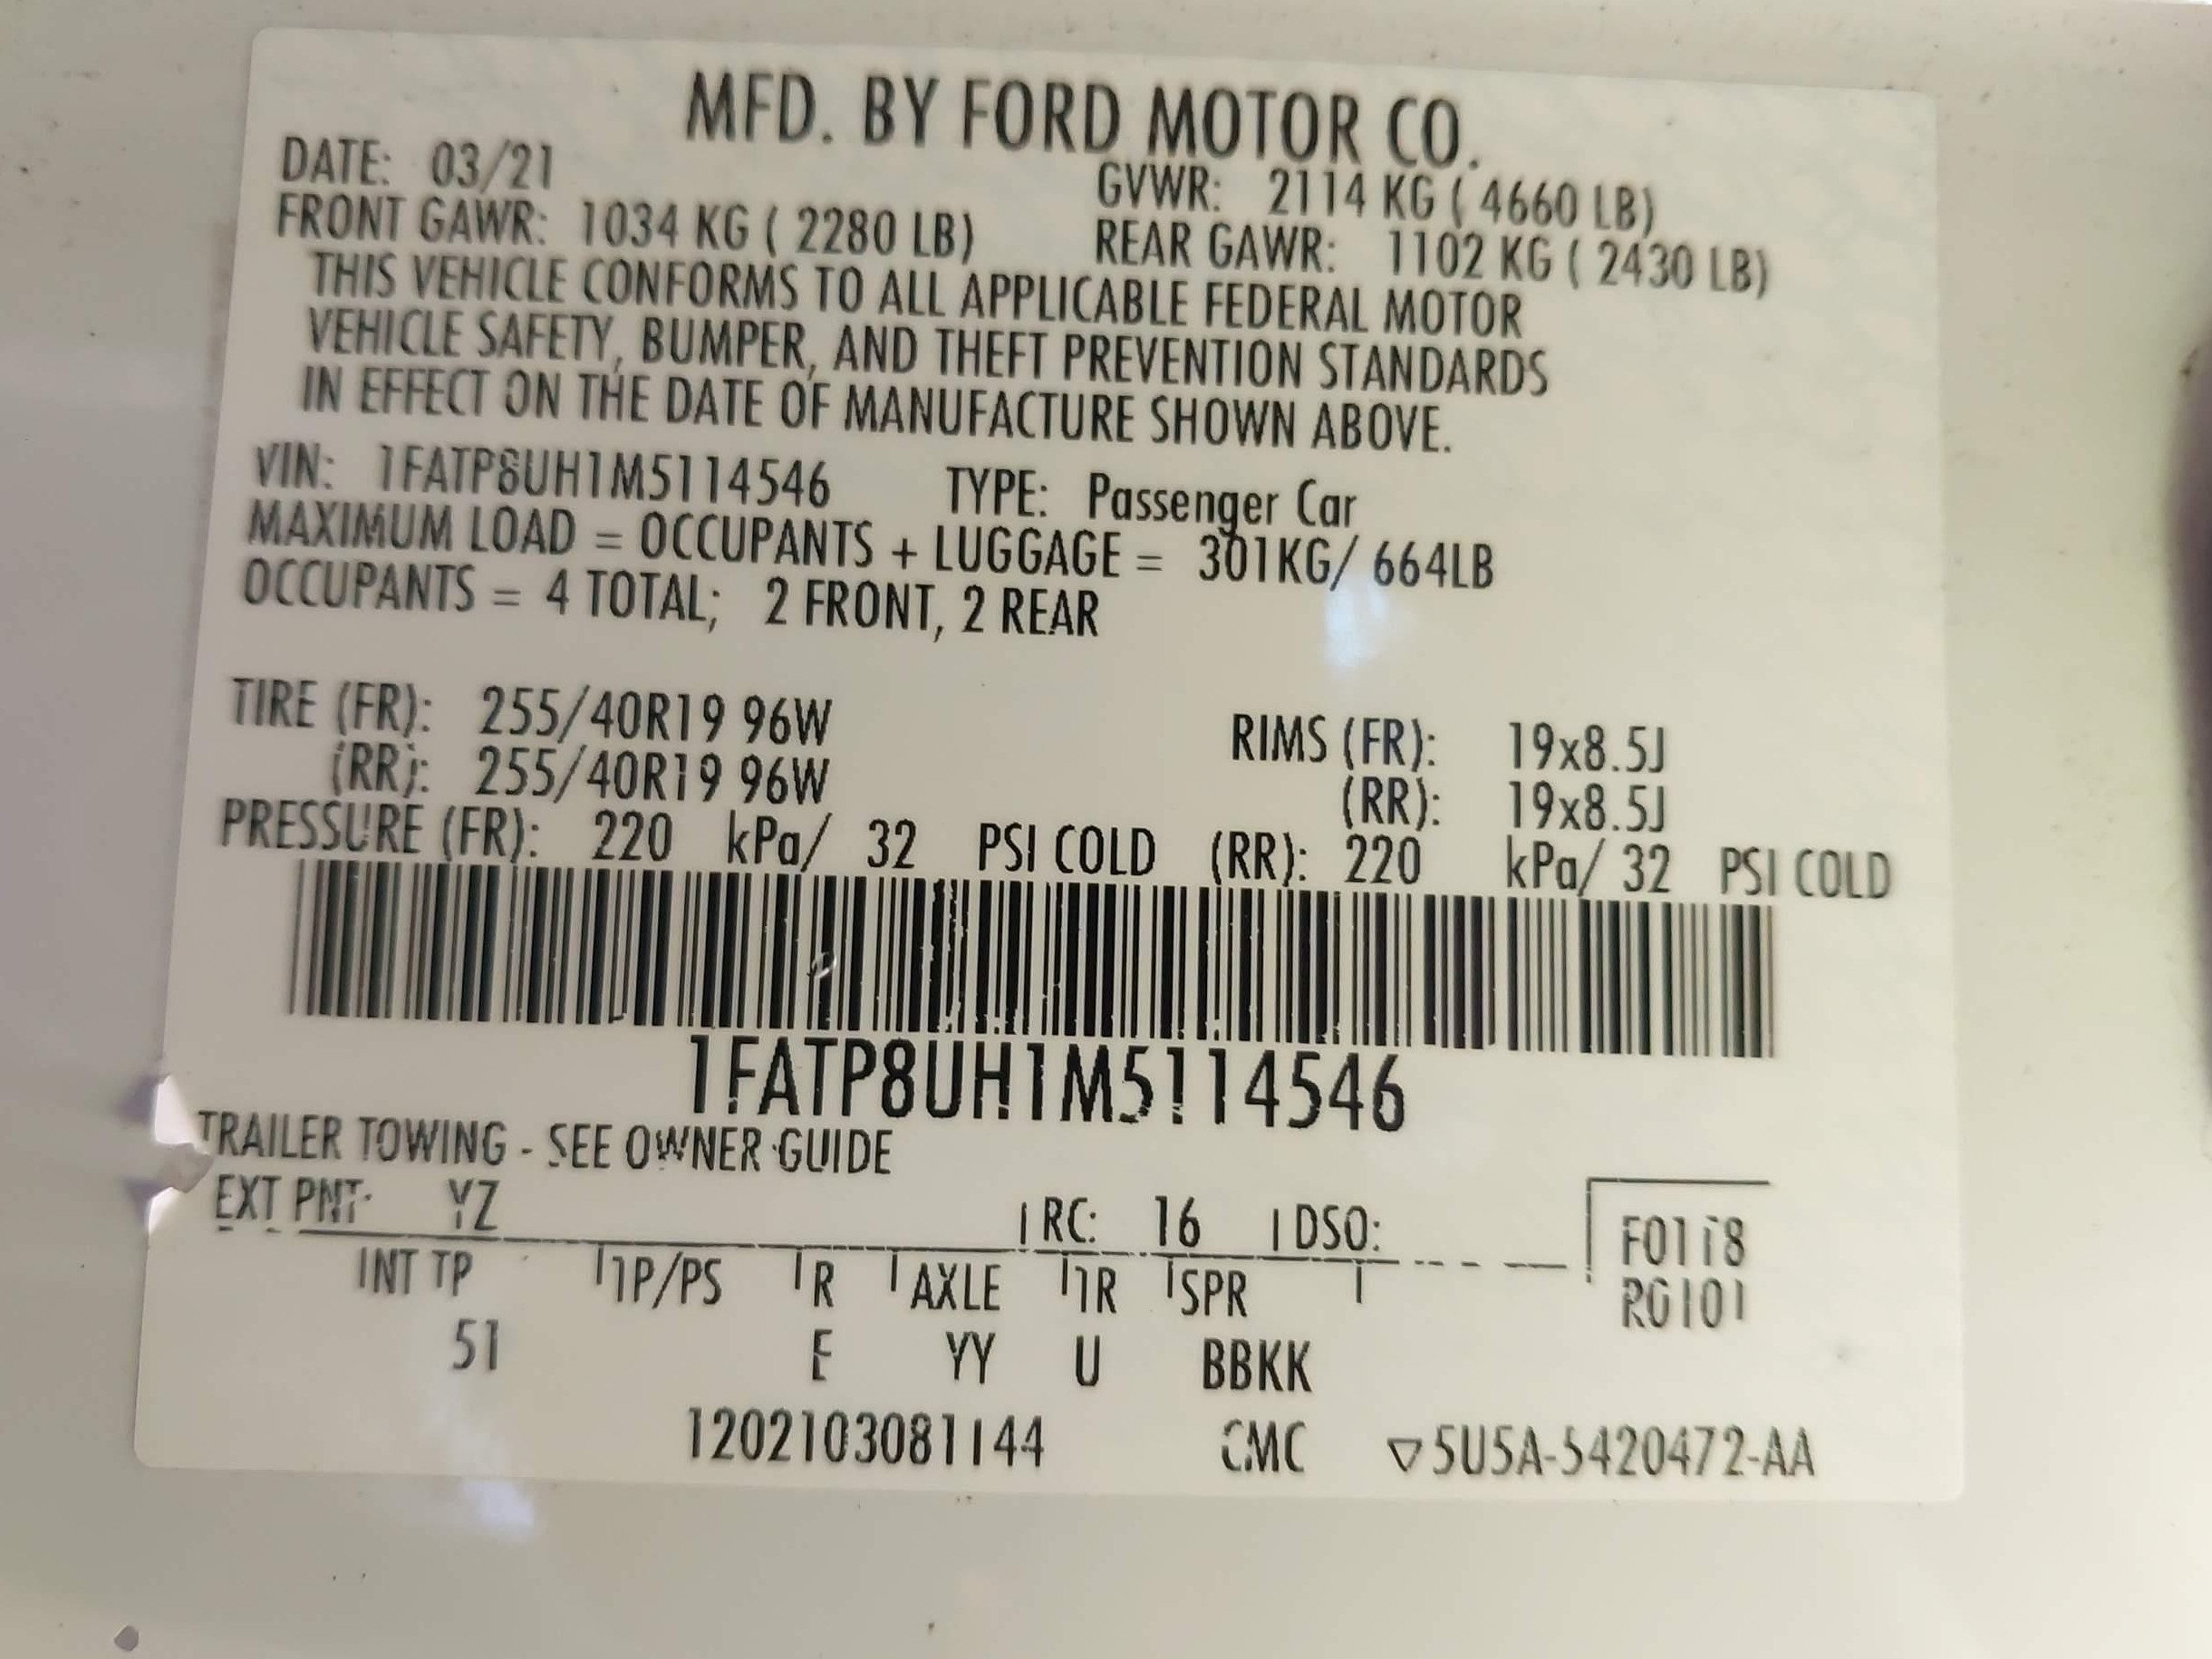 MFD. BY FORD MOTOR CO.
DATE: 03/21 GVWR: 2114 KG ( 4660 LB)
FRONT GAWR: 1034 KG ( 2280 LB) REAR GAWR: 1102 KG ( 2430 LB)
THIS VEHICLE CONFORMS TO ALL APPLICABLE FEDERAL MOTOR
VEHICLE SAFETY, BUMPER, AND THEFT PREVENTION STANDARDS
IN EFFECT ON THE DATE OF MANUFACTURE SHOWN ABOVE.
VIN: 1FATP8UH1M5114546 TYPE: Passenger Car
MAXIMUM LOAD = OCCUPANTS + LUGGAGE = 301KG/ 664LB
OCCUPANTS = 4 TOTAL; 2 FRONT, 2 REAR
TIRE (FR): 255/40R19 96W RIMS (FR): 19x8.5J
(RR): 255/40R19 96W (RR): 19x8.5J
PRESSURE (FR): 220 kPa/ 32 PSI COLD (RR): 220 kPa/ 32 PSI COLD
1FATP8UH1M5114546
TRAILER TOWING - SEE OWNER GUIDE
EXT PNT: YZ RC: 16 DSO:
INT TP TP/PS R AXLE TR SPR
51 E YY U BBKK
1202103081144 CMC ▽5U5A-5420472-AA